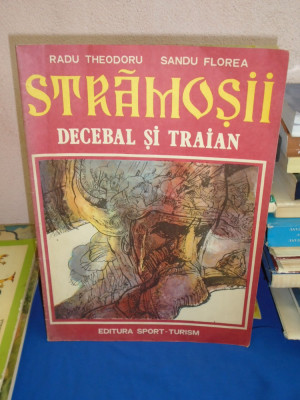 RADU THEODORU SANDU FLOREA
STRĂMOȘII
DECEBAL ȘI TRAIAN
EDITURA SPORT-TURISM